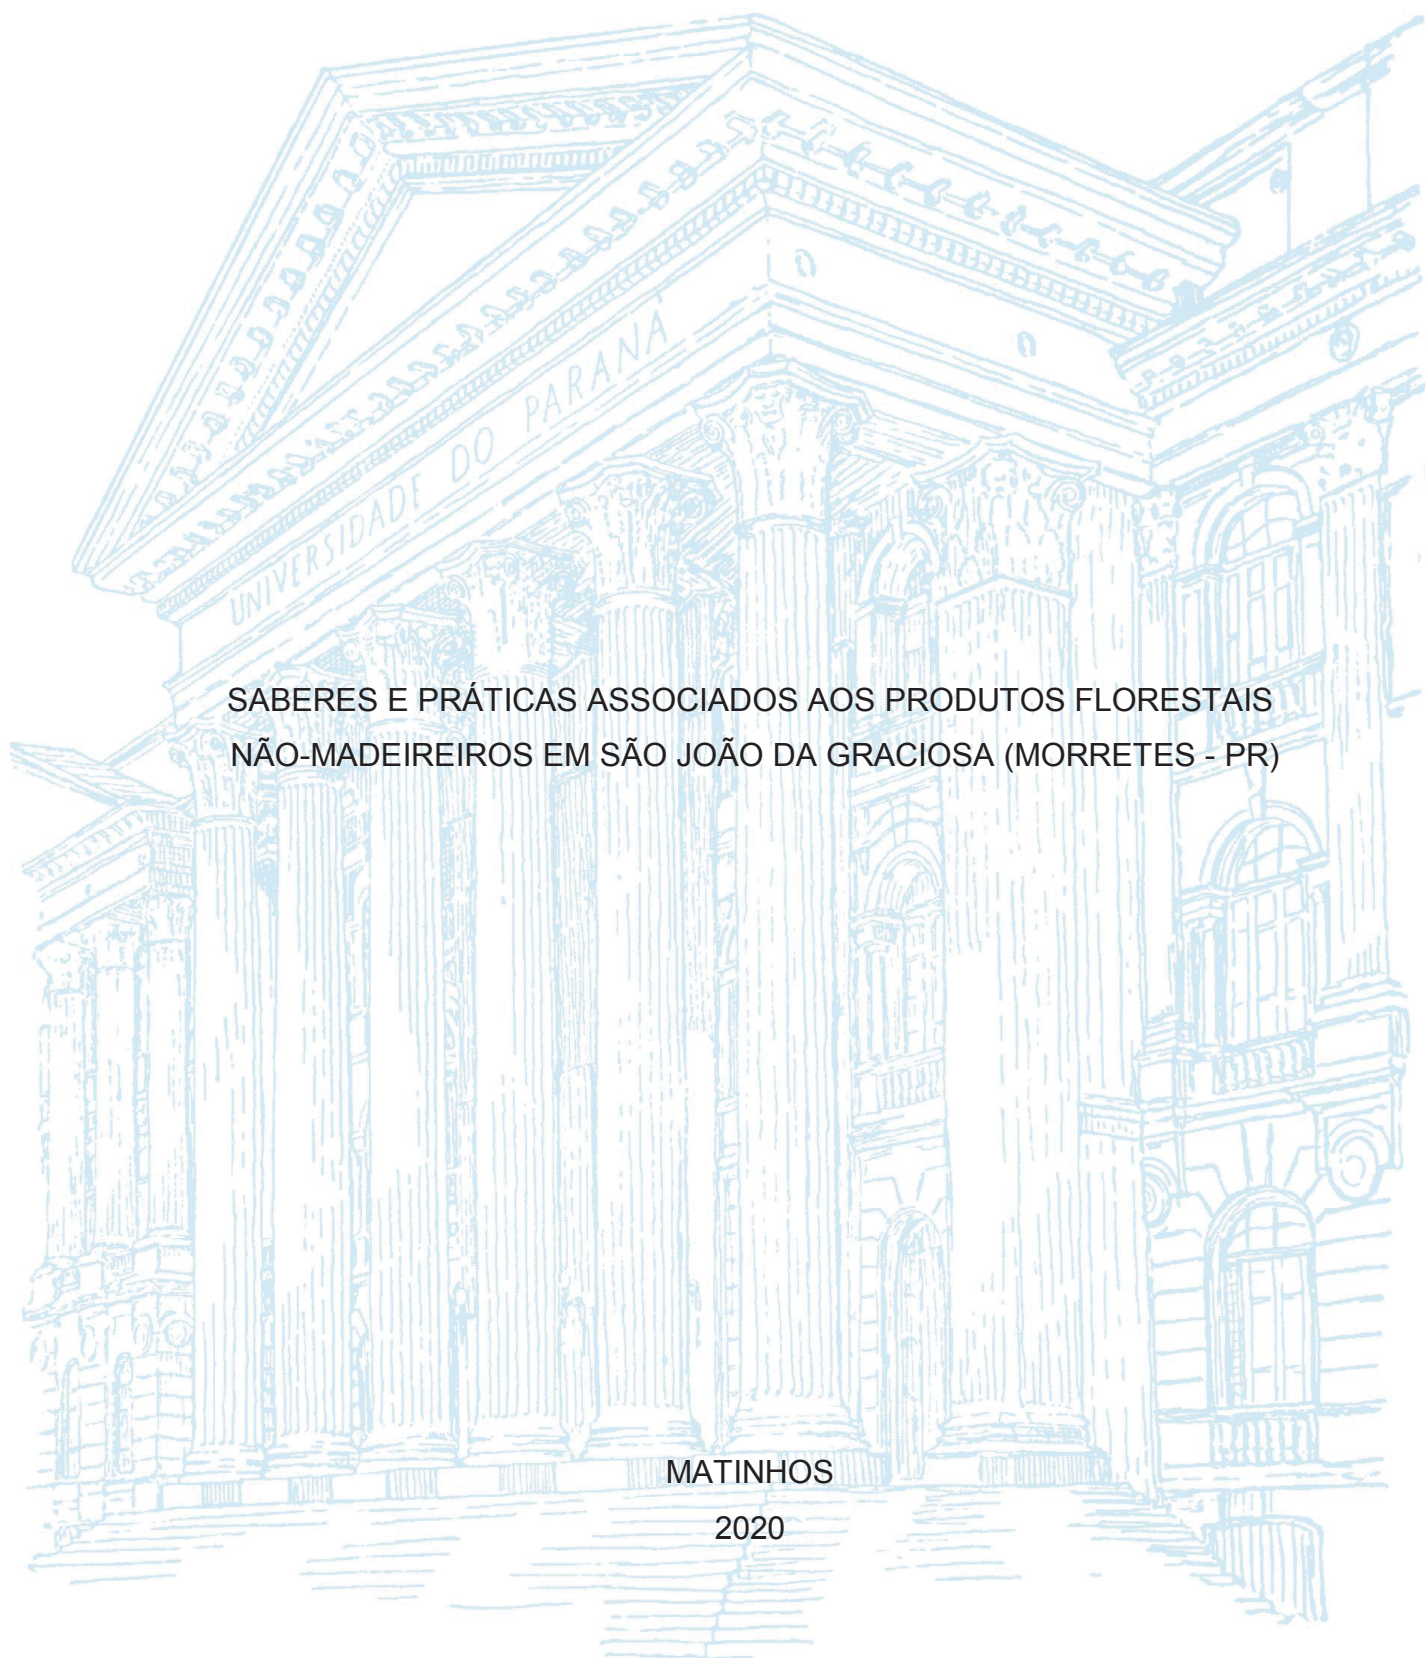 UNIVERSIDADE DO PARANÁ
SABERES E PRÁTICAS ASSOCIADOS AOS PRODUTOS FLORESTAIS
NÃO-MADEIREIROS EM SÃO JOÃO DA GRACIOSA (MORRETES - PR)
MATINHOS
2020